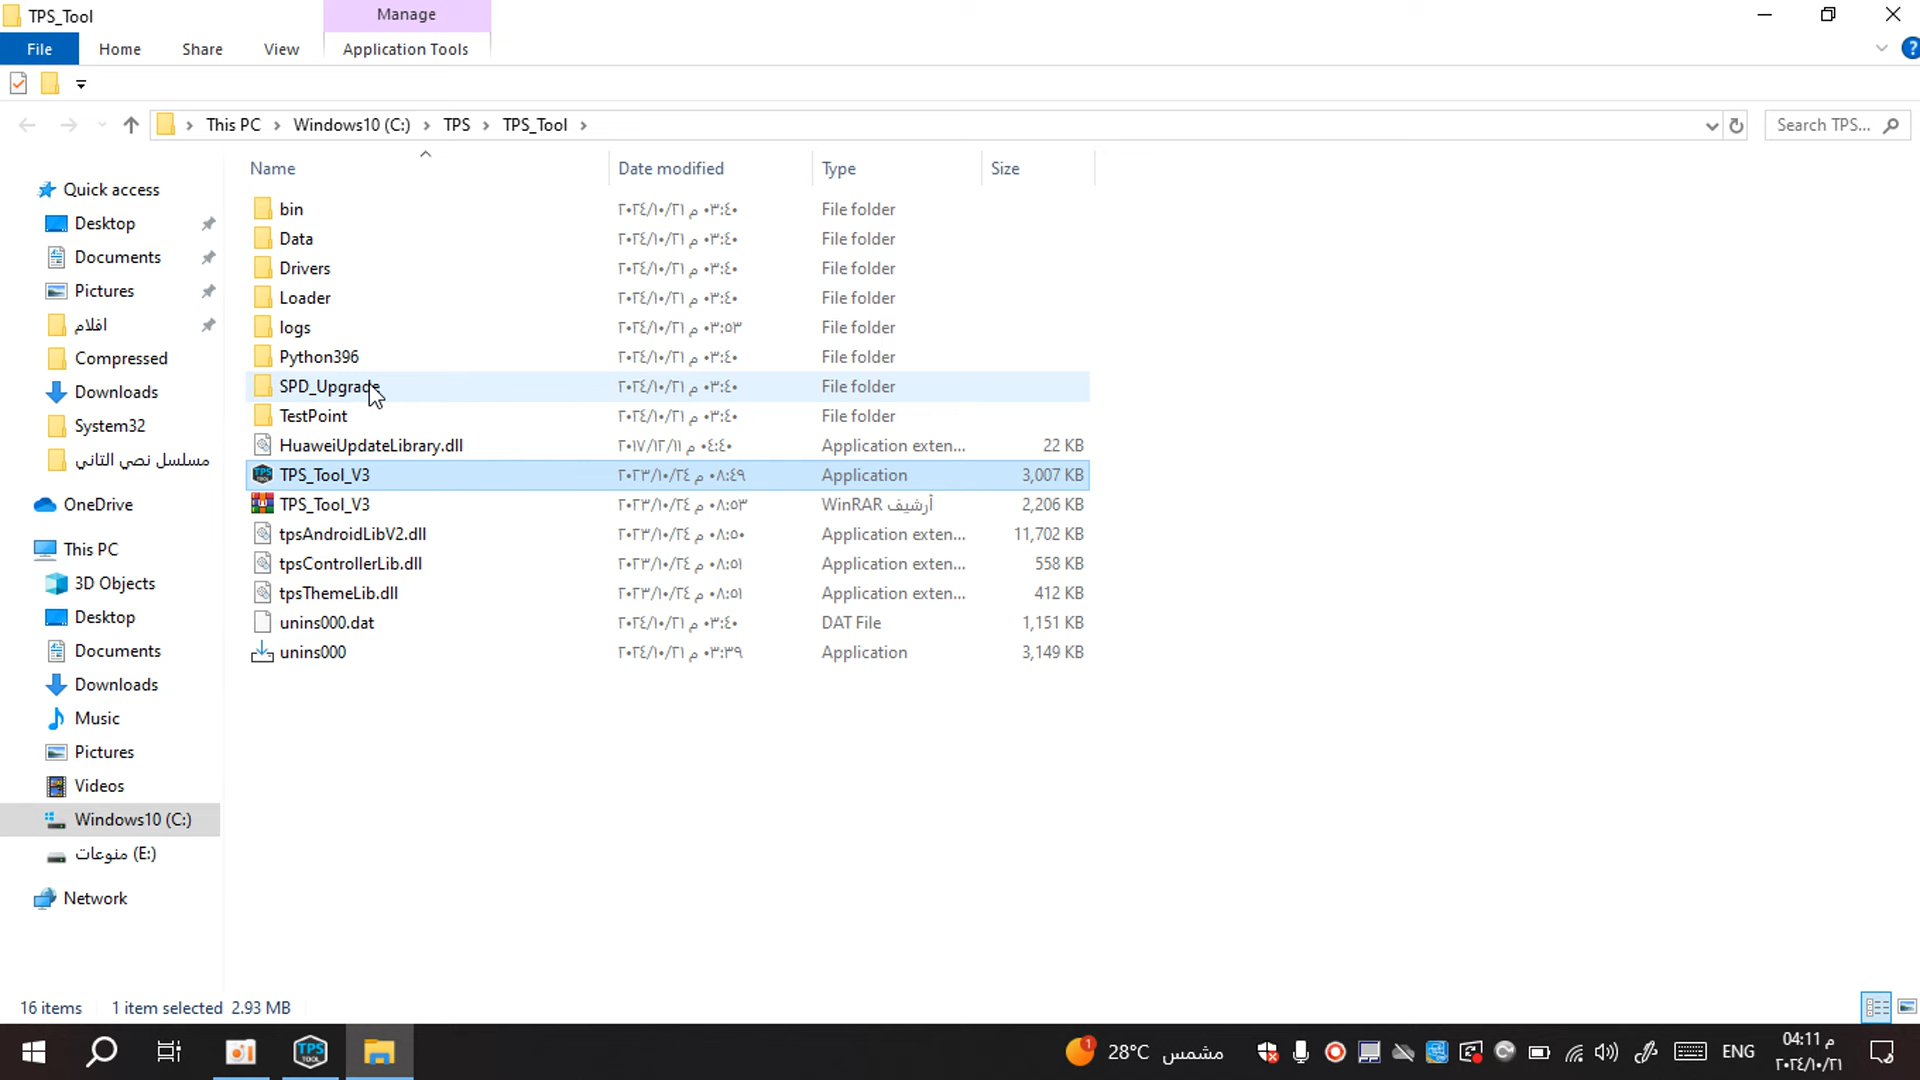 TPS_Tool
Manage
File
Home
Share
View
Application Tools
This PC > Windows10 (C:) > TPS > TPS_Tool >
Search TPS...
Name
Date modified
Type
Size
Quick access
Desktop
Documents
Pictures
افلام
Compressed
Downloads
System32
مسلسل نصي التاني
OneDrive
This PC
3D Objects
Desktop
Documents
Downloads
Music
Pictures
Videos
Windows10 (C:)
منوعات (E:)
Network
bin ٢٠٢٤/١٠/٢١ م ٠٣:٤٠ File folder
Data ٢٠٢٤/١٠/٢١ م ٠٣:٤٠ File folder
Drivers ٢٠٢٤/١٠/٢١ م ٠٣:٤٠ File folder
Loader ٢٠٢٤/١٠/٢١ م ٠٣:٤٠ File folder
logs ٢٠٢٤/١٠/٢١ م ٠٣:٥٣ File folder
Python396 ٢٠٢٤/١٠/٢١ م ٠٣:٤٠ File folder
SPD_Upgrade ٢٠٢٤/١٠/٢١ م ٠٣:٤٠ File folder
TestPoint ٢٠٢٤/١٠/٢١ م ٠٣:٤٠ File folder
HuaweiUpdateLibrary.dll ٢٠١٧/١٢/١١ م ٠٤:٤٠ Application exten... 22 KB
TPS_Tool_V3 ٢٠٢٣/١٠/٢٤ م ٠٨:٤٩ Application 3,007 KB
TPS_Tool_V3 ٢٠٢٣/١٠/٢٤ م ٠٨:٥٣ أرشيف WinRAR 2,206 KB
tpsAndroidLibV2.dll ٢٠٢٣/١٠/٢٤ م ٠٨:٥٠ Application exten... 11,702 KB
tpsControllerLib.dll ٢٠٢٣/١٠/٢٤ م ٠٨:٥١ Application exten... 558 KB
tpsThemeLib.dll ٢٠٢٣/١٠/٢٤ م ٠٨:٥١ Application exten... 412 KB
unins000.dat ٢٠٢٤/١٠/٢١ م ٠٣:٤٠ DAT File 1,151 KB
unins000 ٢٠٢٤/١٠/٢١ م ٠٣:٣٩ Application 3,149 KB
16 items 1 item selected 2.93 MB
TPS TOOL
1
28°C مشمس
ENG
04:11 م
٢٠٢٤/١٠/٢١